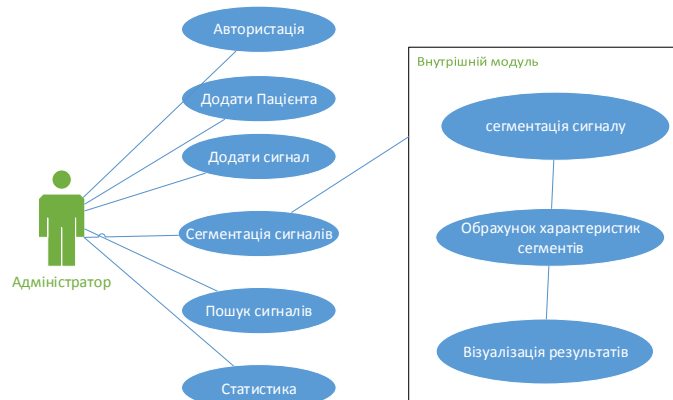 Автористація
Внутрішній модуль
Додати Пацієнта
сегментація сигналу
Додати сигнал
Сегментація сигналів
Обрахунок характеристик
сегментів
Адміністратор
Пошук сигналів
Візуалізація результатів
Статистика